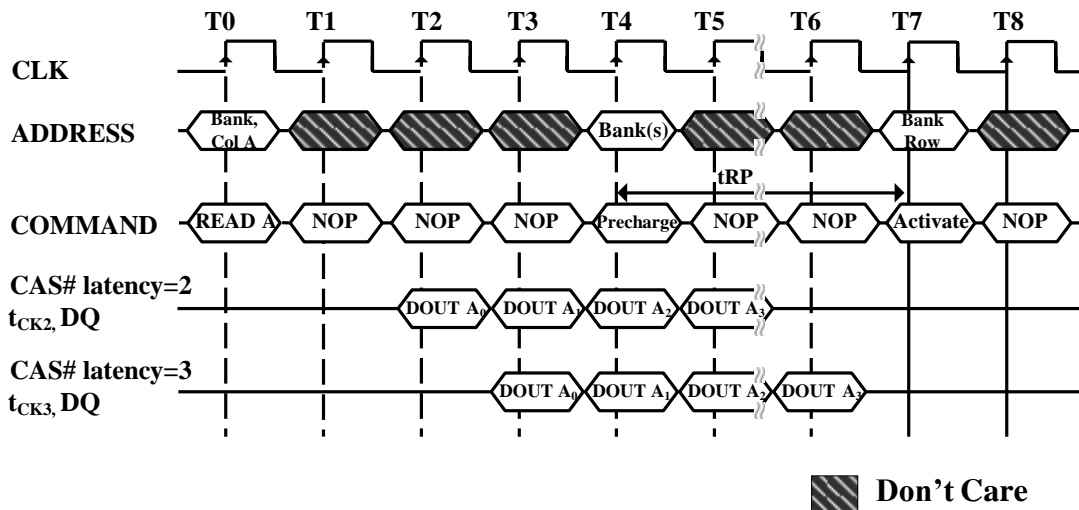 T0 T1 T2 T3 T4 T5 T6 T7 T8
CLK
ADDRESS
Bank, Col A
Bank(s)
Bank Row
tRP
COMMAND
READ A NOP NOP NOP Precharge NOP NOP Activate NOP
CAS# latency=2
tCK2, DQ
DOUT A0 DOUT A1 DOUT A2 DOUT A3
CAS# latency=3
tCK3, DQ
DOUT A0 DOUT A1 DOUT A2 DOUT A3
Don't Care